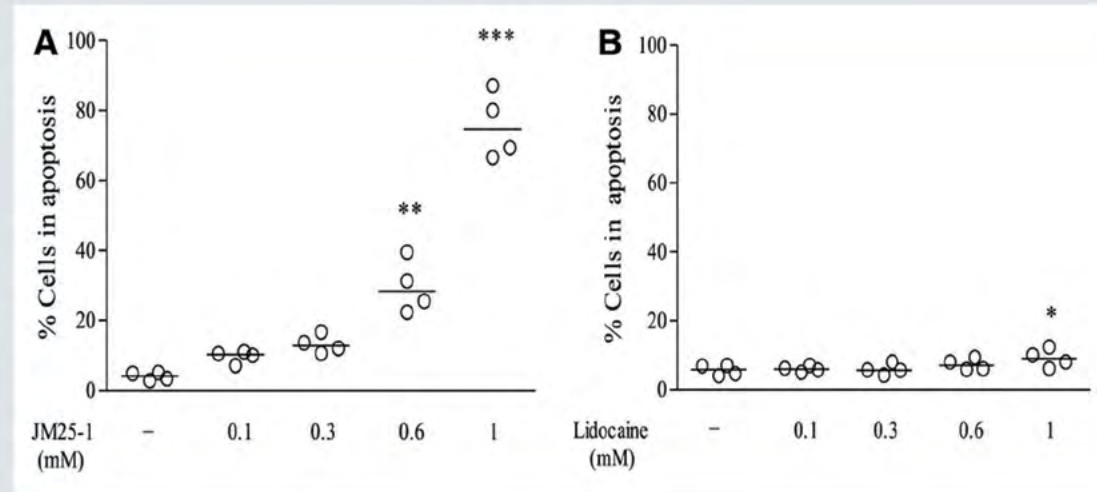 A
% Cells in apoptosis
100
80
60
40
20
0
**
***
JM25-1
(mM)
– 0.1 0.3 0.6 1
B
% Cells in apoptosis
100
80
60
40
20
0
*
Lidocaine
(mM)
– 0.1 0.3 0.6 1